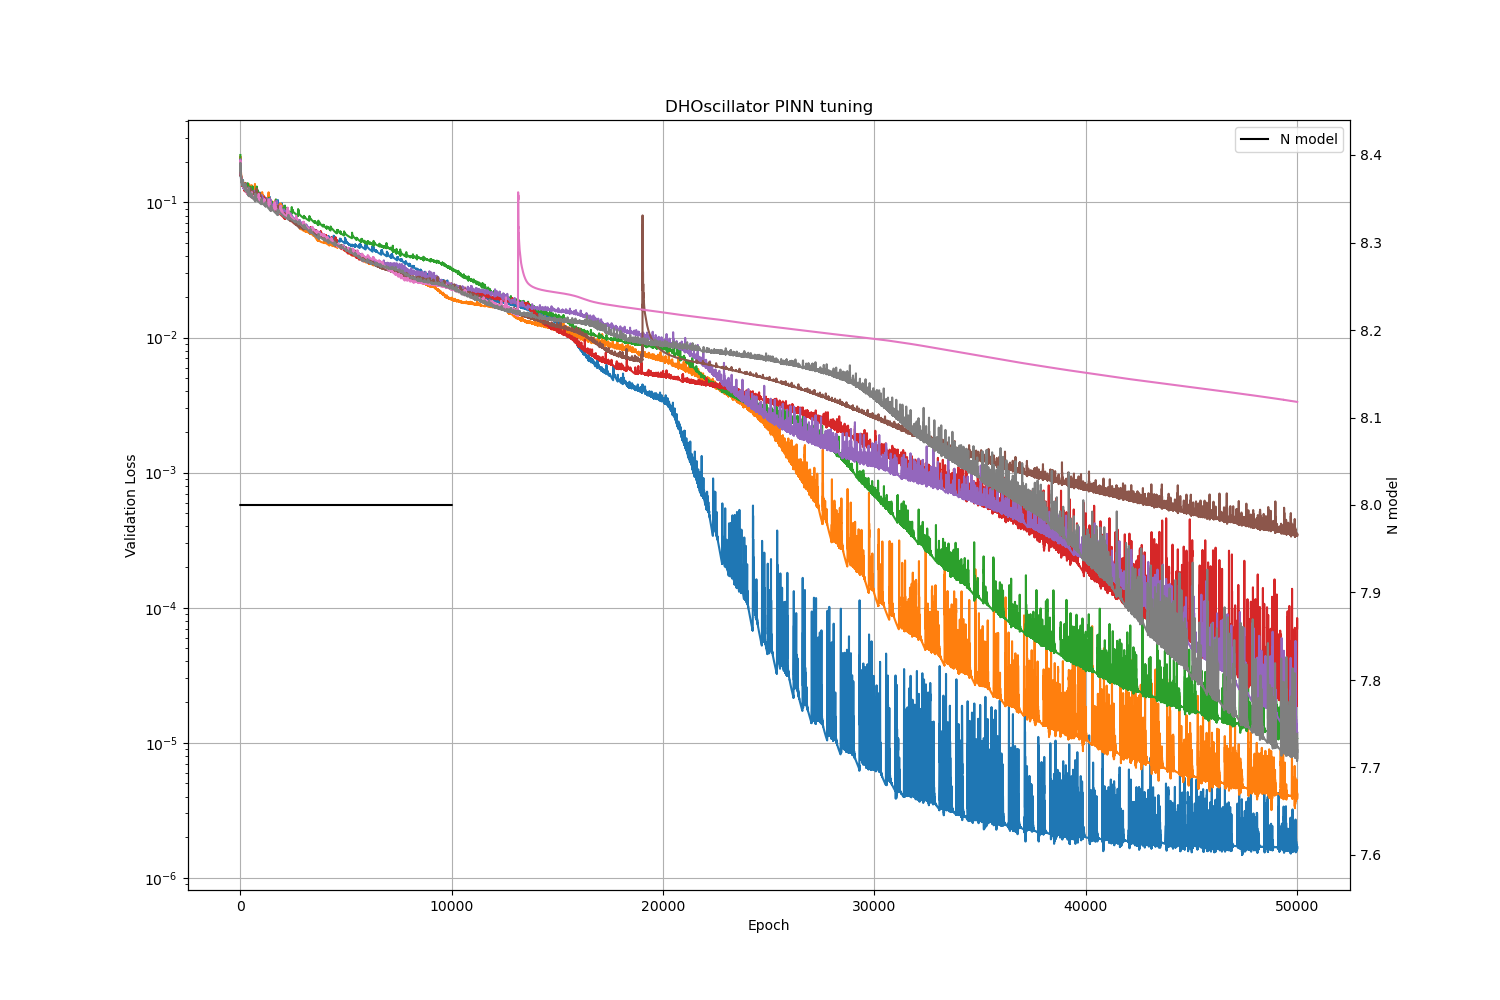 DHOscillator PINN tuning
N model
10⁻¹
10⁻²
10⁻³
10⁻⁴
10⁻⁵
10⁻⁶
Validation Loss
8.4
8.3
8.2
8.1
8.0
7.9
7.8
7.7
7.6
N model
0 10000 20000 30000 40000 50000
Epoch